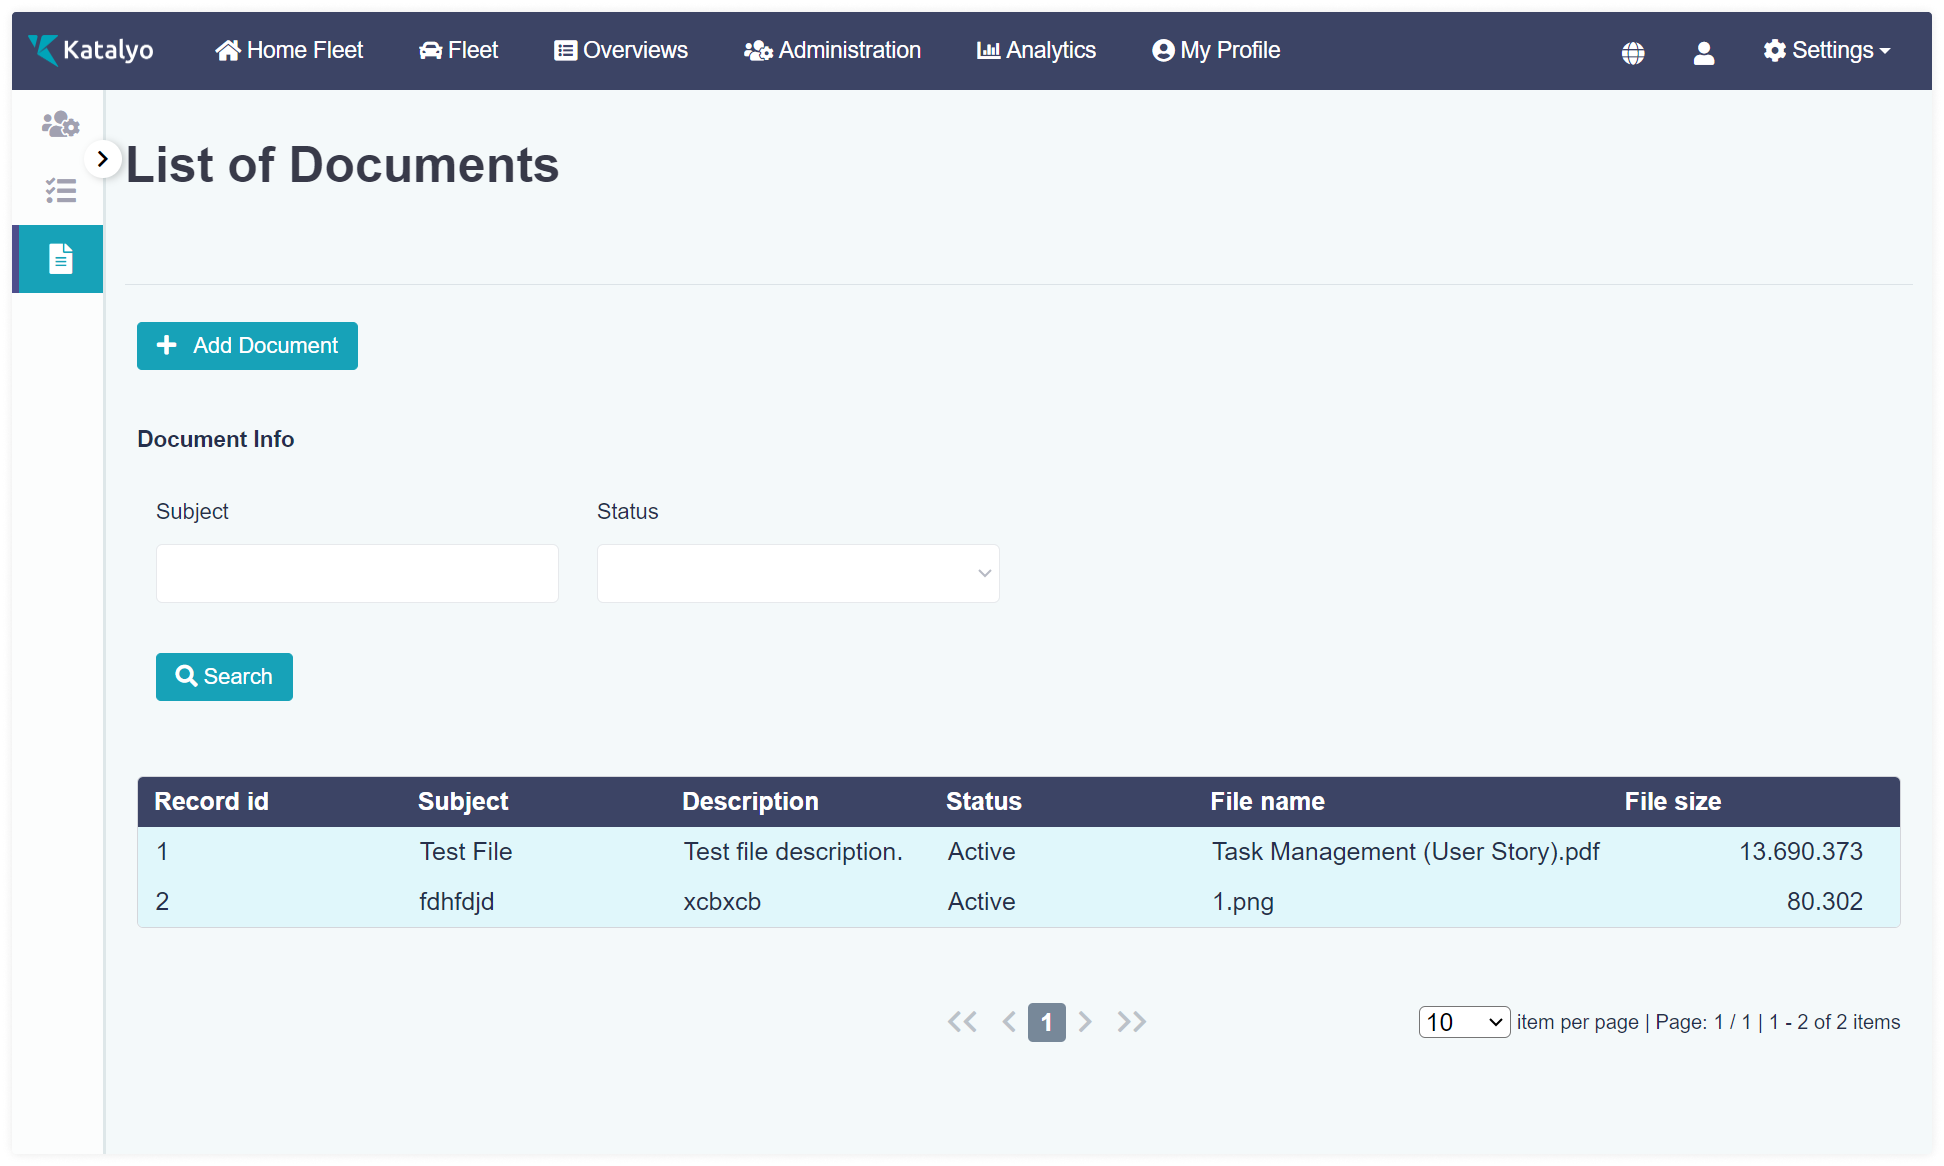 Katalyo Home Fleet Fleet Overviews Administration Analytics My Profile Settings
List of Documents
Add Document
Document Info
Subject Status
Search
Record id Subject Description Status File name File size
1 Test File Test file description. Active Task Management (User Story).pdf 13.690.373
2 fdhfdjd xcbxcb Active 1.png 80.302
1 10 item per page | Page: 1 / 1 | 1 - 2 of 2 items